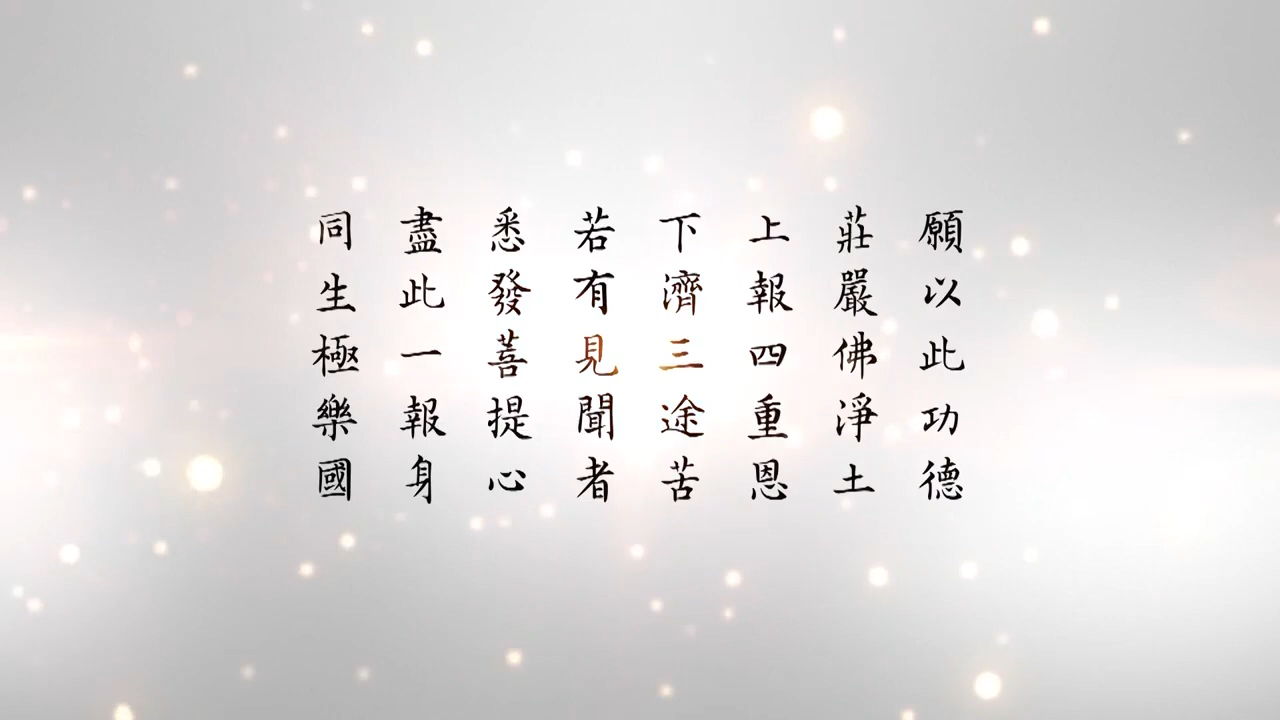 願以此功德
莊嚴佛淨土
上報四重恩
下濟三途苦
若有見聞者
悉發菩提心
盡此一報身
同生極樂國